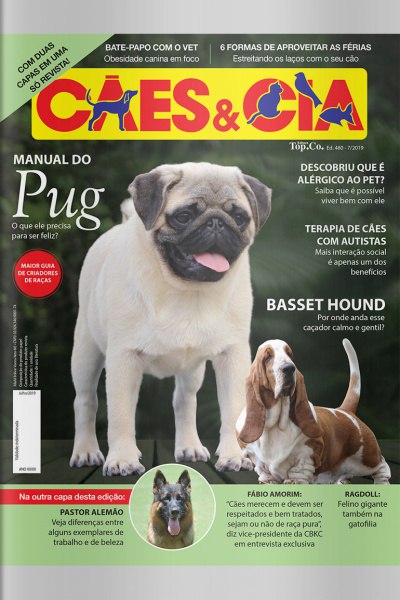 COM DUAS
CAPAS EM UMA
SÓ REVISTA!
BATE-PAPO COM O VET
Obesidade canina em foco
6 FORMAS DE APROVEITAR AS FÉRIAS
Estreitando os laços com o seu cão
CÃES & CIA
Editora
Top.Co.
Ed. 480 - 7/2019
MANUAL DO
Pug
O que ele precisa
para ser feliz?
MAIOR GUIA
DE CRIADORES
DE RAÇAS
DESCOBRIU QUE É
ALÉRGICO AO PET?
Saiba que é possível
viver bem com ele
TERAPIA DE CÃES
COM AUTISTAS
Mais interação social
é apenas um dos
benefícios
BASSET HOUND
Por onde anda esse
caçador calmo e gentil?
Julho/2019
Validade: Indeterminada
Na outra capa desta edição:
PASTOR ALEMÃO
Veja diferenças entre
alguns exemplares de
trabalho e de beleza
FÁBIO AMORIM:
“Cães merecem e devem ser
respeitados e bem tratados,
sejam ou não de raça pura”,
diz vice-presidente da CBKC
em entrevista exclusiva
RAGDOLL:
Felino gigante
também na
gatofilia